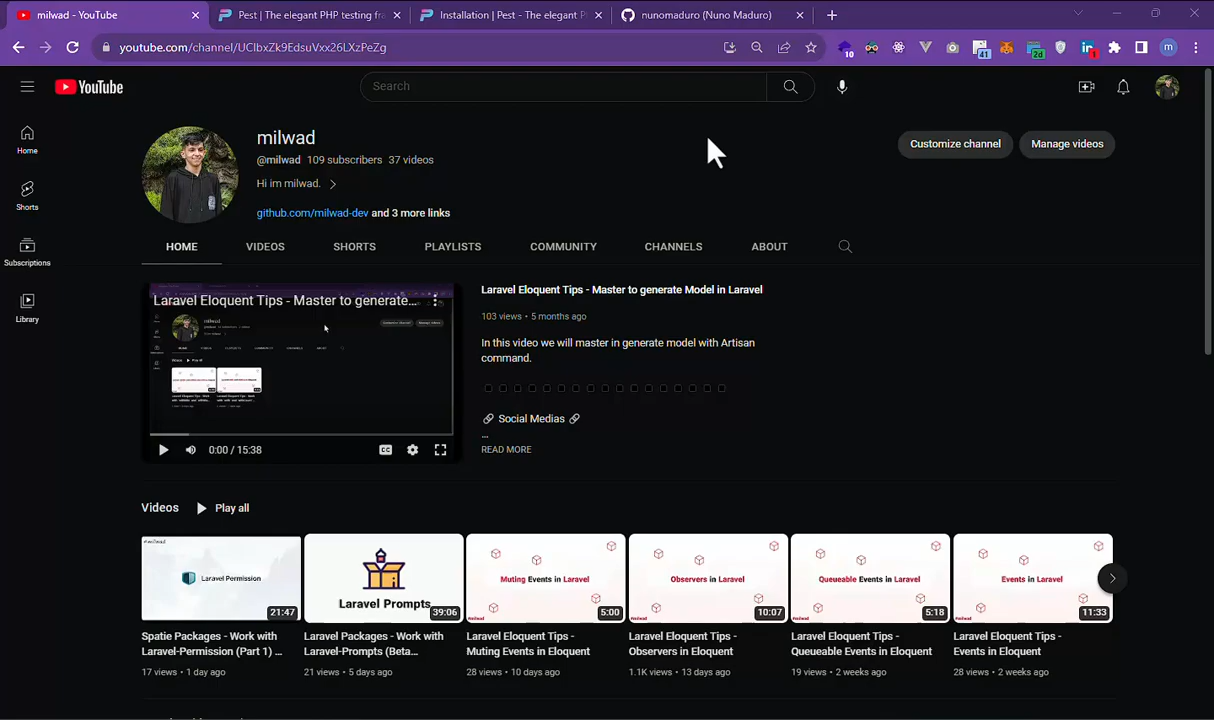 milwad - YouTube
Pest | The elegant PHP testing fra
Installation | Pest - The elegant P
nunomaduro (Nuno Maduro)
youtube.com/channel/UClbxZk9EdsuVxx26LXzPeZg
10
41
2d
1
m
YouTube
Search
Home
Shorts
Subscriptions
Library
milwad
@milwad 109 subscribers 37 videos
Hi im milwad.
github.com/milwad-dev and 3 more links
Customize channel
Manage videos
HOME
VIDEOS
SHORTS
PLAYLISTS
COMMUNITY
CHANNELS
ABOUT
Laravel Eloquent Tips - Master to generate...
0:00 / 15:38
CC
Laravel Eloquent Tips - Master to generate Model in Laravel
103 views • 5 months ago
In this video we will master in generate model with Artisan
command.
🔗 Social Medias 🔗
...
READ MORE
Videos
Play all
Laravel Permission
21:47
Laravel Prompts
39:06
Muting Events in Laravel
5:00
Observers in Laravel
10:07
Queueable Events in Laravel
5:18
Events in Laravel
11:33
Spatie Packages - Work with
Laravel-Permission (Part 1) ...
17 views • 1 day ago
Laravel Packages - Work with
Laravel-Prompts (Beta...
21 views • 5 days ago
Laravel Eloquent Tips -
Muting Events in Eloquent
28 views • 10 days ago
Laravel Eloquent Tips -
Observers in Eloquent
1.1K views • 13 days ago
Laravel Eloquent Tips -
Queueable Events in Eloquent
19 views • 2 weeks ago
Laravel Eloquent Tips -
Events in Eloquent
28 views • 2 weeks ago